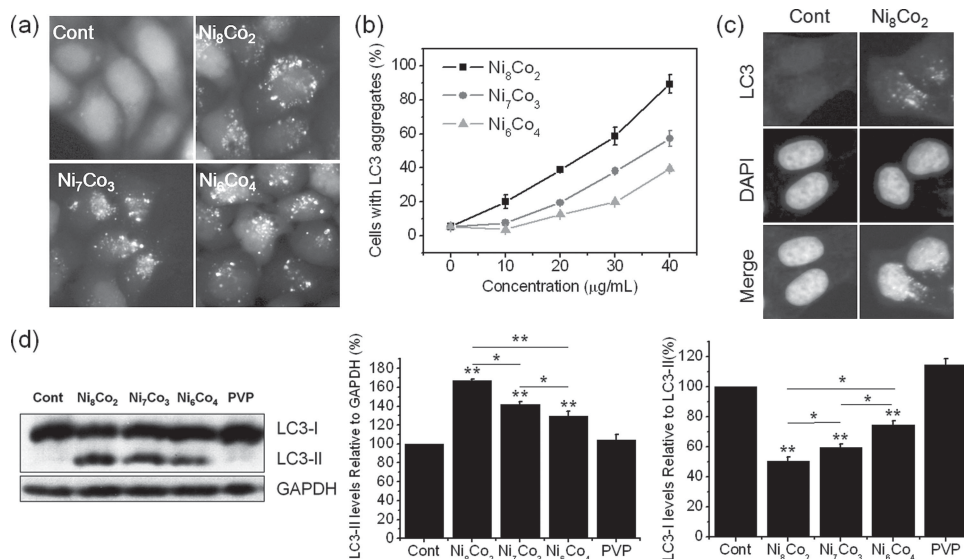 (a)
Cont
Ni₈Co₂
Ni₇Co₃
Ni₆Co₄
(b)
Cells with LC3 aggregates (%)
100
80
60
40
20
0
Ni₈Co₂
Ni₇Co₃
Ni₆Co₄
0 10 20 30 40
Concentration (μg/mL)
(c)
Cont Ni₈Co₂
LC3
DAPI
Merge
(d)
Cont Ni₈Co₂ Ni₇Co₃ Ni₆Co₄ PVP
LC3-I
LC3-II
GAPDH
LC3-II levels Relative to GAPDH (%)
180
160
140
120
100
80
60
40
20
0
**
*
**
**
*
**
Cont Ni₈Co₂ Ni₇Co₃ Ni₆Co₄ PVP
LC3-I levels Relative to LC3-II(%)
120
100
80
60
40
20
0
*
*
**
*
**
**
Cont Ni₈Co₂ Ni₇Co₃ Ni₆Co₄ PVP